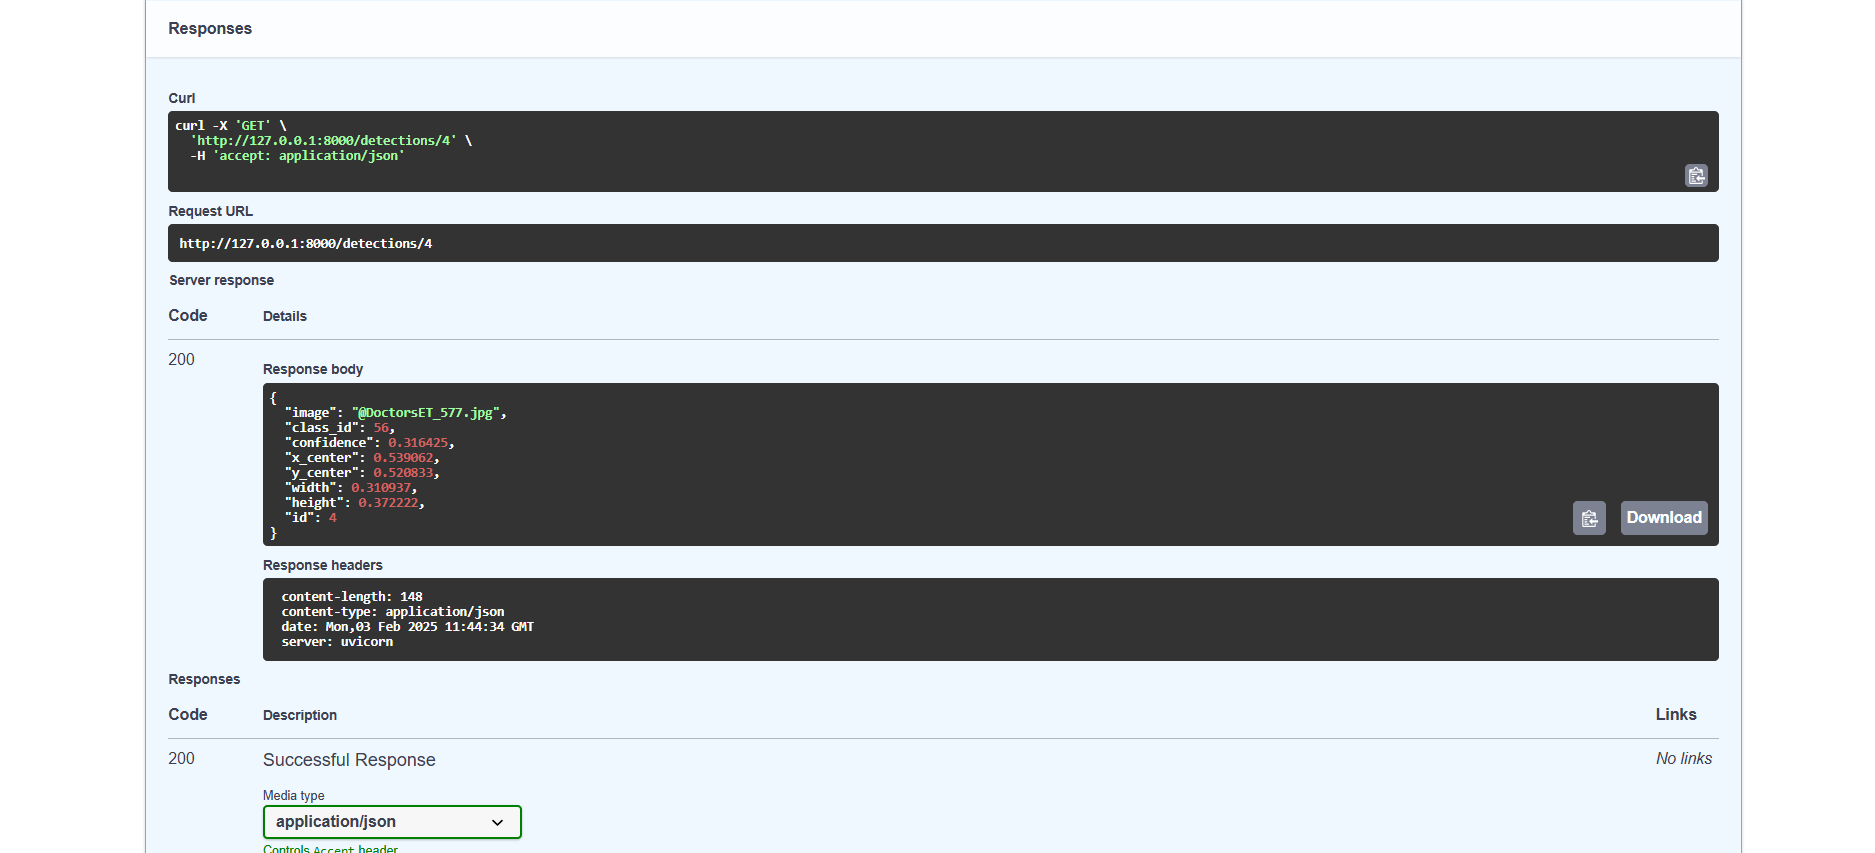 Responses
Curl
curl -X 'GET' \
'http://127.0.0.1:8000/detections/4' \
-H 'accept: application/json'
Request URL
http://127.0.0.1:8000/detections/4
Server response
Code Details
200
Response body
{
"image": "@DoctorsET_577.jpg",
"class_id": 56,
"confidence": 0.316425,
"x_center": 0.539062,
"y_center": 0.520833,
"width": 0.310937,
"height": 0.372222,
"id": 4
}
Download
Response headers
content-length: 148
content-type: application/json
date: Mon,03 Feb 2025 11:44:34 GMT
server: uvicorn
Responses
Code Description Links
200 Successful Response No links
Media type
application/json
Controls Accept header